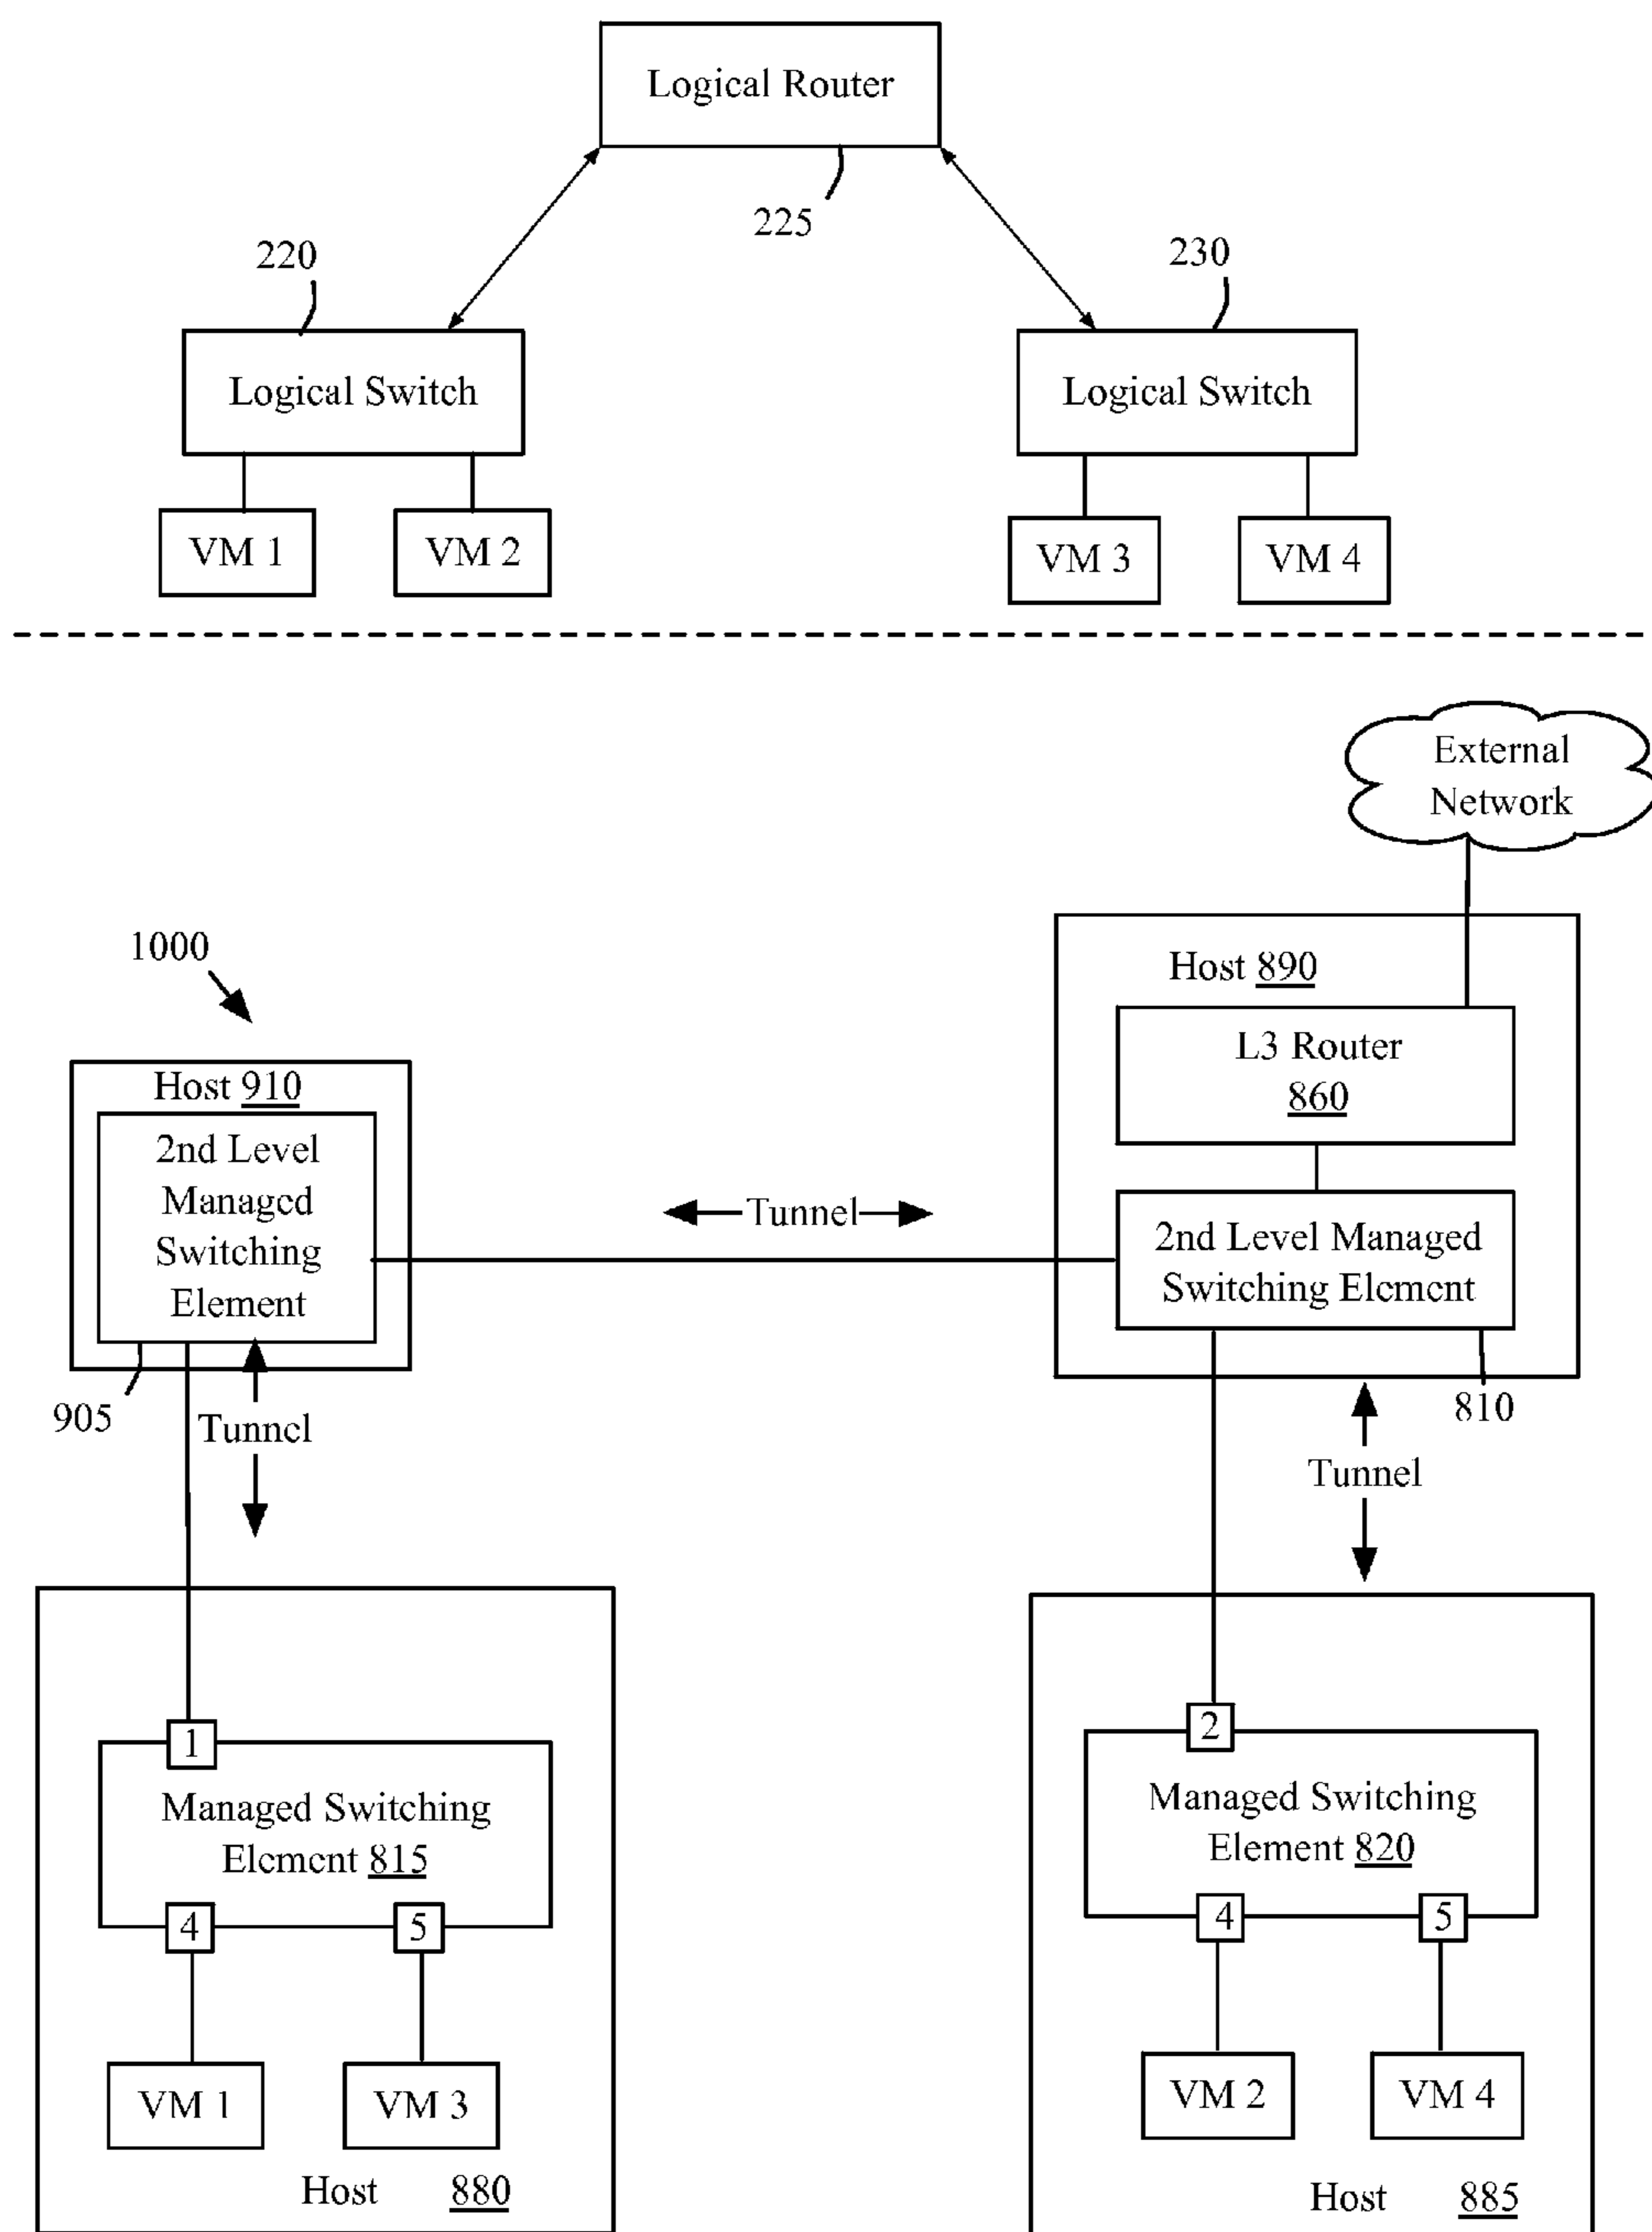 Logical Router
225
220
230
Logical Switch
Logical Switch
VM 1
VM 2
VM 3
VM 4
External
Network
1000
Host 890
L3 Router
860
Host 910
2nd Level
Managed
Switching
Element
Tunnel
2nd Level Managed
Switching Element
905
Tunnel
810
Tunnel
1
Managed Switching
Element 815
4
5
VM 1
VM 3
Host 880
2
Managed Switching
Element 820
4
5
VM 2
VM 4
Host 885